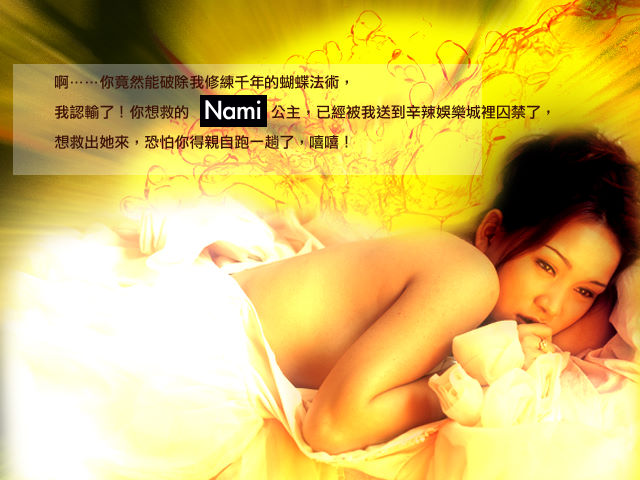 啊……你竟然能破除我修練千年的蝴蝶法術，
我認輸了！你想救的 Nami 公主，已經被我送到辛辣娛樂城裡囚禁了，
想救出她來，恐怕你得親自跑一趟了，嘻嘻！